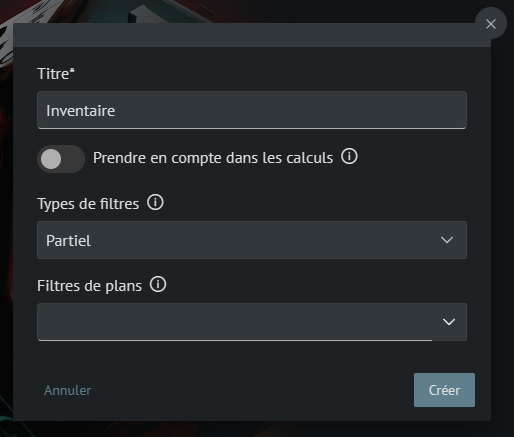 Titre*
Inventaire
Prendre en compte dans les calculs
Types de filtres
Partiel
Filtres de plans
Annuler
Créer